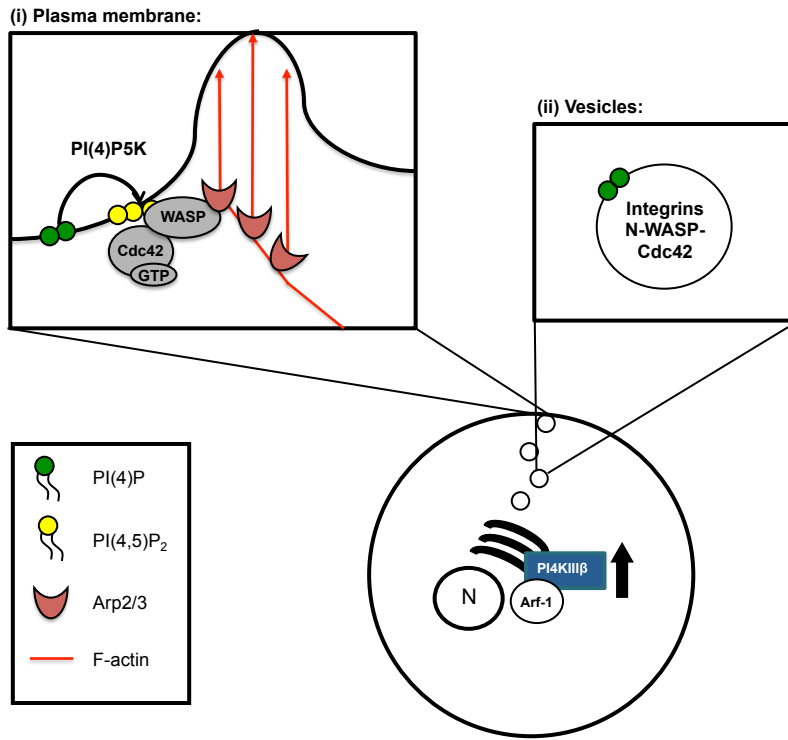 (i) Plasma membrane:
PI(4)P5K
WASP
Cdc42
GTP
(ii) Vesicles:
Integrins
N-WASP-
Cdc42
PI(4)P
PI(4,5)P₂
Arp2/3
F-actin
PI4KIIIβ
N
Arf-1